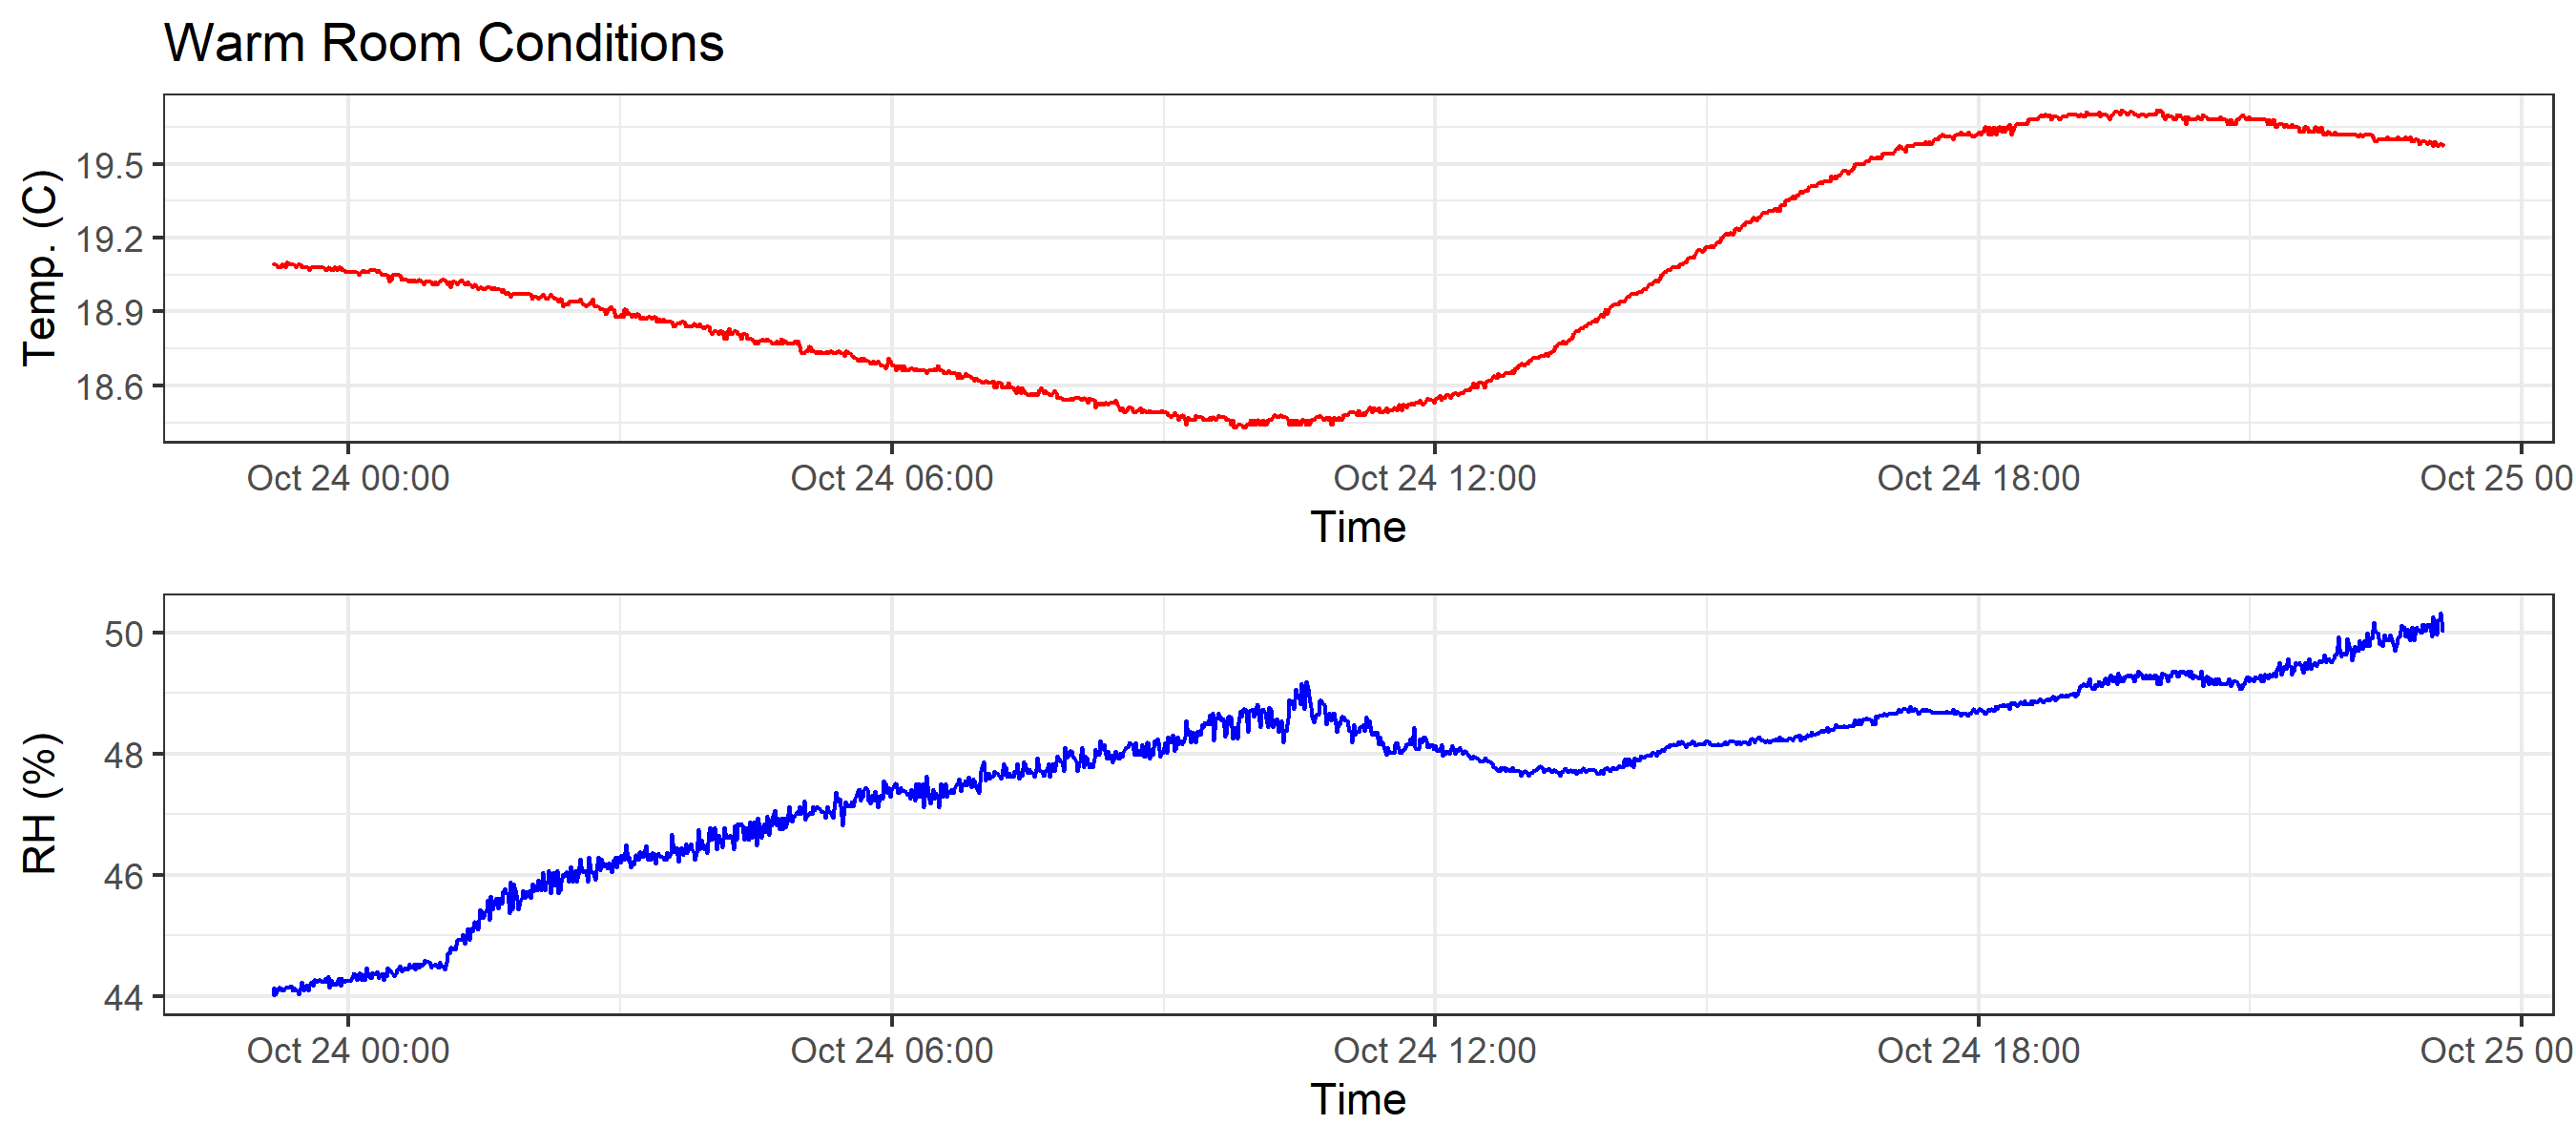 Warm Room Conditions
Temp. (C)
19.5
19.2
18.9
18.6
Oct 24 00:00 Oct 24 06:00 Oct 24 12:00 Oct 24 18:00 Oct 25 00
Time
RH (%)
50
48
46
44
Oct 24 00:00 Oct 24 06:00 Oct 24 12:00 Oct 24 18:00 Oct 25 00
Time